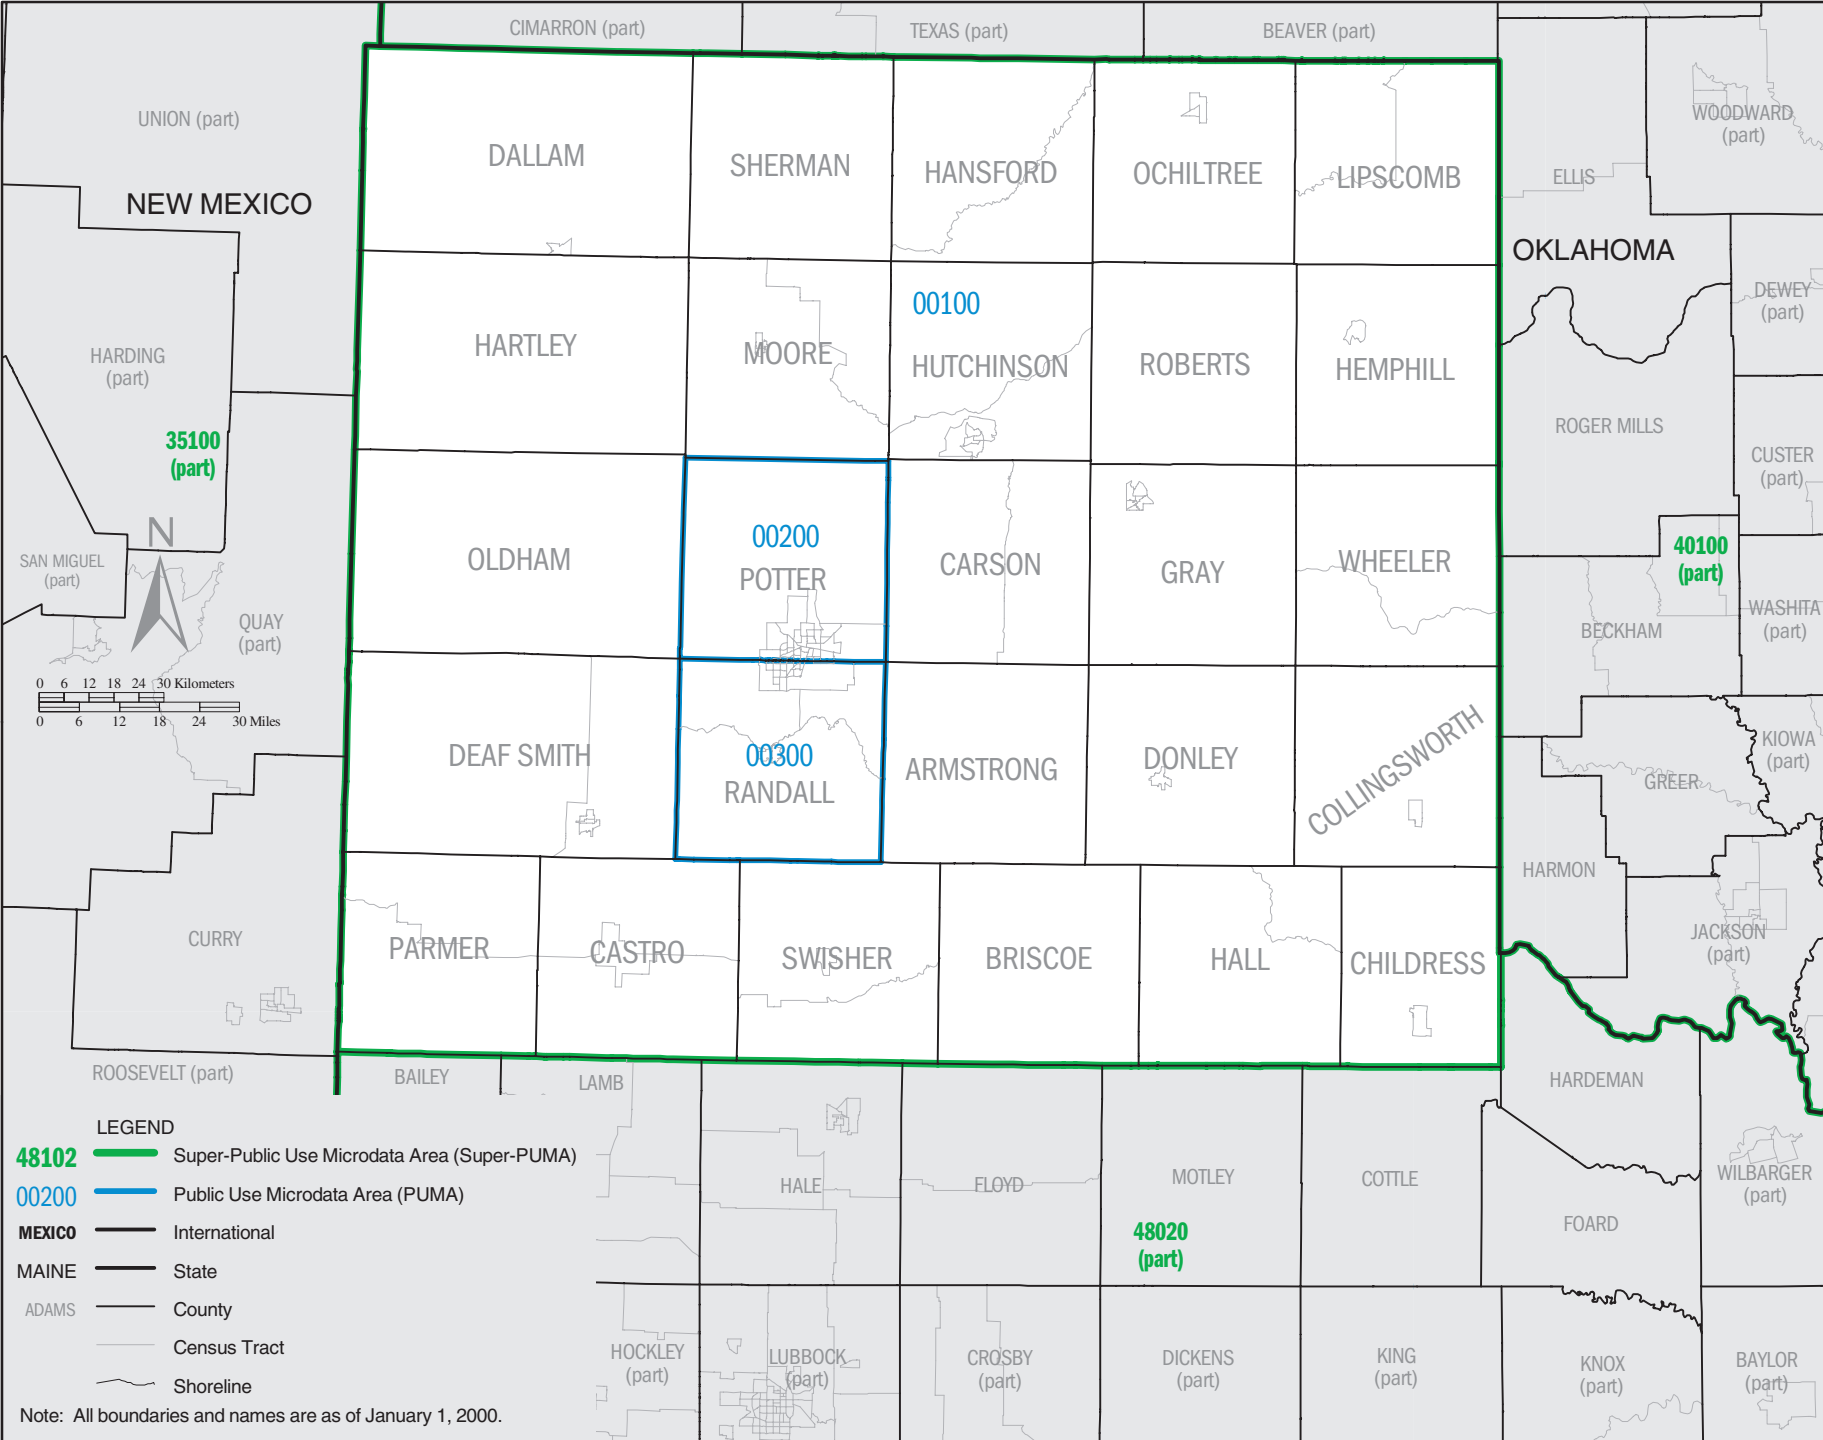 CIMARRON (part)
TEXAS (part)
BEAVER (part)
UNION (part)
WOODWARD
(part)
DALLAM
SHERMAN
HANSFORD
OCHILTREE
LIPSCOMB
ELLIS
NEW MEXICO
OKLAHOMA
DEWEY
(part)
00100
HARTLEY
MOORE
HUTCHINSON
ROBERTS
HEMPHILL
HARDING
(part)
35100
(part)
ROGER MILLS
CUSTER
(part)
N
00200
POTTER
OLDHAM
CARSON
GRAY
WHEELER
40100
(part)
SAN MIGUEL
(part)
QUAY
(part)
BECKHAM
WASHITA
(part)
0 6 12 18 24 30 Kilometers
0 6 12 18 24 30 Miles
DEAF SMITH
00300
RANDALL
ARMSTRONG
DONLEY
COLLINGSWORTH
KIOWA
(part)
GREER
HARMON
CURRY
PARMER
CASTRO
SWISHER
BRISCOE
HALL
CHILDRESS
JACKSON
(part)
ROOSEVELT (part)
BAILEY
LAMB
HARDEMAN
LEGEND
48102 Super-Public Use Microdata Area (Super-PUMA)
00200 Public Use Microdata Area (PUMA)
MEXICO International
MAINE State
ADAMS County
Census Tract
Shoreline
Note: All boundaries and names are as of January 1, 2000.
HALE
FLOYD
MOTLEY
COTTLE
WILBARGER
(part)
FOARD
48020
(part)
HOCKLEY
(part)
LUBBOCK
(part)
CROSBY
(part)
DICKENS
(part)
KING
(part)
KNOX
(part)
BAYLOR
(part)